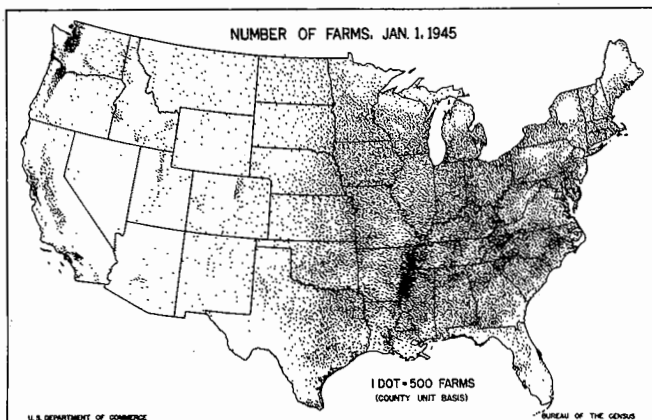 NUMBER OF FARMS, JAN. 1, 1945
1 DOT = 500 FARMS
(COUNTY UNIT BASIS)
U. S. DEPARTMENT OF COMMERCE
BUREAU OF THE CENSUS